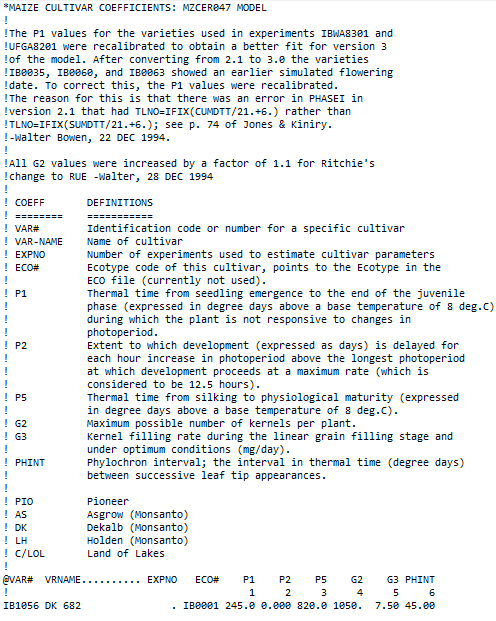 *MAIZE CULTIVAR COEFFICIENTS: MZCER047 MODEL
!
!The P1 values for the varieties used in experiments IBWA8301 and
!UFGA8201 were recalibrated to obtain a better fit for version 3
!of the model. After converting from 2.1 to 3.0 the varieties
!IB0035, IB0060, and IB0063 showed an earlier simulated flowering
!date. To correct this, the P1 values were recalibrated.
!The reason for this is that there was an error in PHASEI in
!version 2.1 that had TLNO=IFIX(CUMDTT/21.+6.) rather than
!TLNO=IFIX(SUMDTT/21.+6.); see p. 74 of Jones & Kiniry.
!-Walter Bowen, 22 DEC 1994.
!
!All G2 values were increased by a factor of 1.1 for Ritchie's
!change to RUE -Walter, 28 DEC 1994
!
! COEFF       DEFINITIONS
! ========    ===========
! VAR#        Identification code or number for a specific cultivar
! VAR-NAME    Name of cultivar
! EXPNO       Number of experiments used to estimate cultivar parameters
! ECO#        Ecotype code of this cultivar, points to the Ecotype in the
!             ECO file (currently not used).
! P1          Thermal time from seedling emergence to the end of the juvenile
!             phase (expressed in degree days above a base temperature of 8 deg.C)
!             during which the plant is not responsive to changes in
!             photoperiod.
! P2          Extent to which development (expressed as days) is delayed for
!             each hour increase in photoperiod above the longest photoperiod
!             at which development proceeds at a maximum rate (which is
!             considered to be 12.5 hours).
! P5          Thermal time from silking to physiological maturity (expressed
!             in degree days above a base temperature of 8 deg.C).
! G2          Maximum possible number of kernels per plant.
! G3          Kernel filling rate during the linear grain filling stage and
!             under optimum conditions (mg/day).
! PHINT       Phylochron interval; the interval in thermal time (degree days)
!             between successive leaf tip appearances.
!
! PIO         Pioneer
! AS          Asgrow (Monsanto)
! DK          Dekalb (Monsanto)
! LH          Holden (Monsanto)
! C/LOL       Land of Lakes
!
@VAR#  VRNAME.......... EXPNO   ECO#    P1    P2    P5    G2    G3 PHINT
!                                        1     2     3     4     5     6
IB1056 DK 682               . IB0001 245.0 0.000 820.0 1050.  7.50 45.00